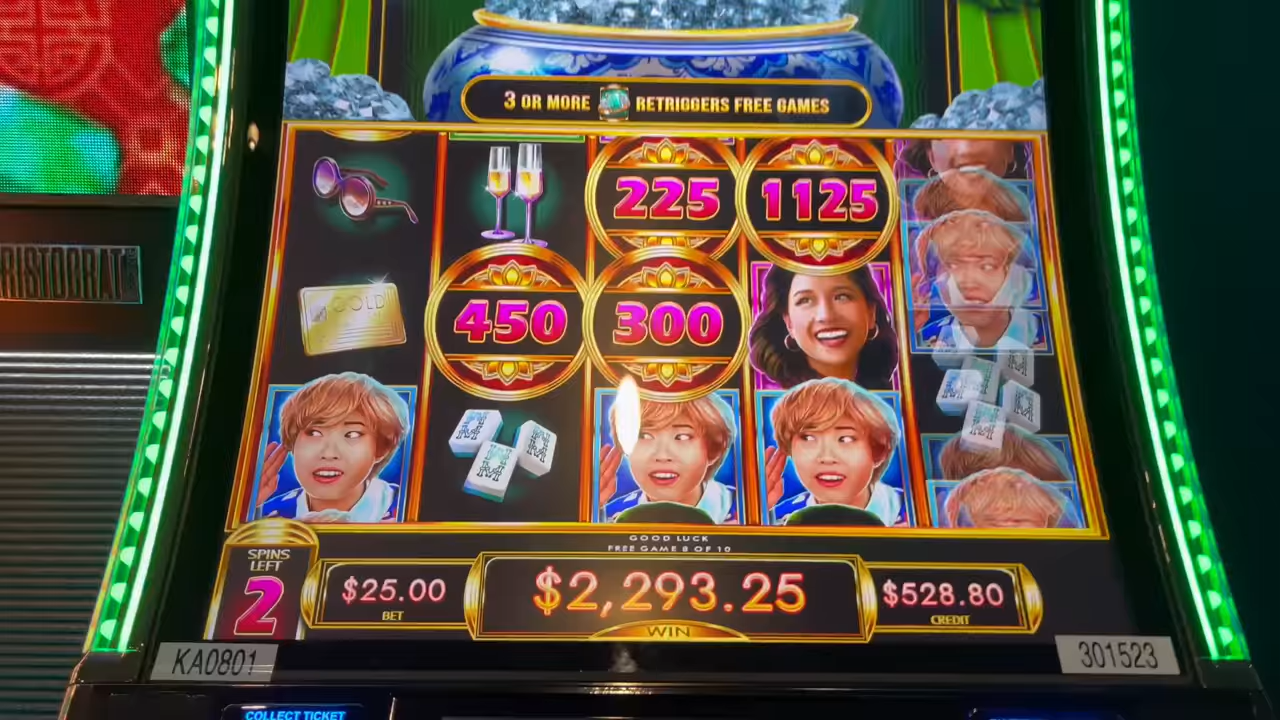 3 OR MORE RETRIGGERS FREE GAMES
225
1125
RISTOCRAT
GOLD
450
300
GOOD LUCK
FREE GAME 8 OF 10
SPINS
LEFT
2
$25.00
BET
$2,293.25
WIN
$528.80
CREDIT
KA0801
301523
COLLECT TICKET